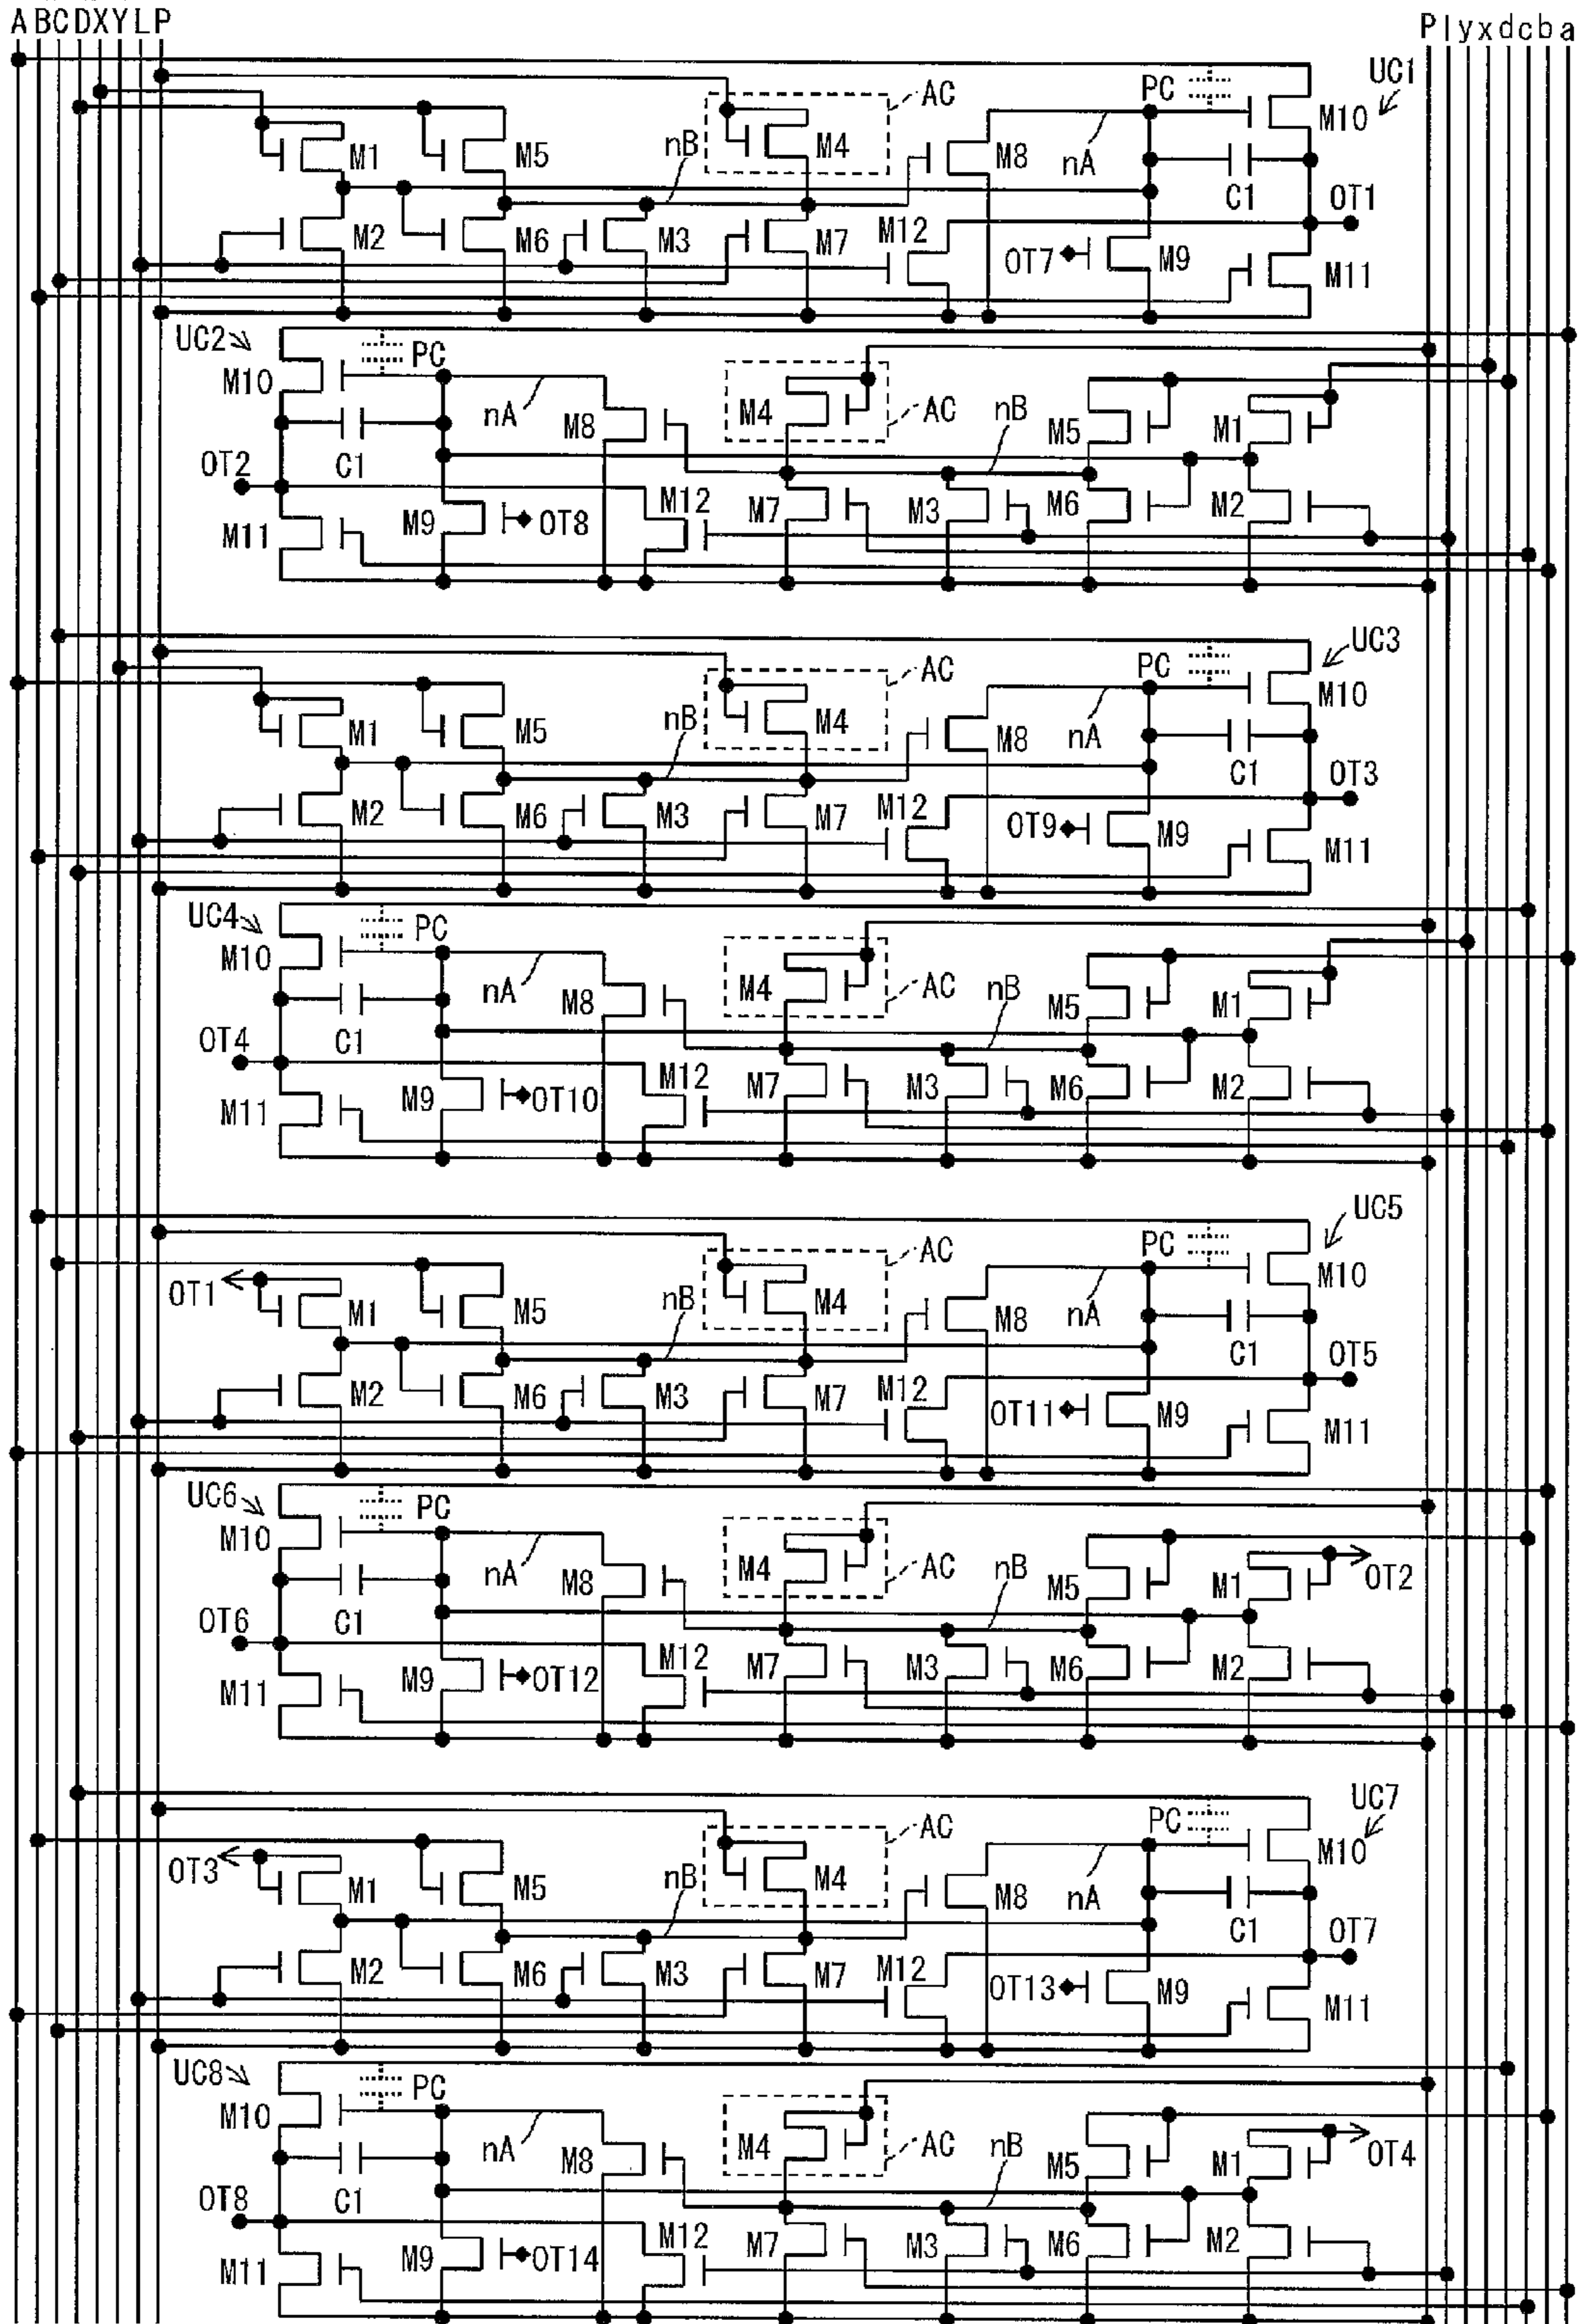 A B C D X Y L P
P l y x d c b a
AC PC UC1
M10
M1 M5 nB M4 M8 nA
C1 OT1
M2 M6 M3 M7 M12
OT7 M9 M11
UC2 PC
M10 AC nB
nA M8 M4 M5 M1
OT2 C1
M12
M11 M9 OT8 M7 M3 M6 M2
AC PC UC3
M10
M1 M5 nB M4 M8 nA
C1 OT3
M2 M6 M3 M7 M12
OT9 M9 M11
UC4 PC
M10 AC nB
nA M8 M4 M5 M1
OT4 C1
M12
M11 M9 OT10 M7 M3 M6 M2
AC PC UC5
M10
OT1 M1 M5 nB M4 M8 nA
C1 OT5
M2 M6 M3 M7 M12
OT11 M9 M11
UC6 PC
M10 AC nB
nA M8 M4 M5 M1 OT2
OT6 C1
M12
M11 M9 OT12 M7 M3 M6 M2
AC PC UC7
M10
OT3 M1 M5 nB M4 M8 nA
C1 OT7
M2 M6 M3 M7 M12
OT13 M9 M11
UC8 PC
M10 AC nB
nA M8 M4 M5 M1 OT4
OT8 C1
M12
M11 M9 OT14 M7 M3 M6 M2